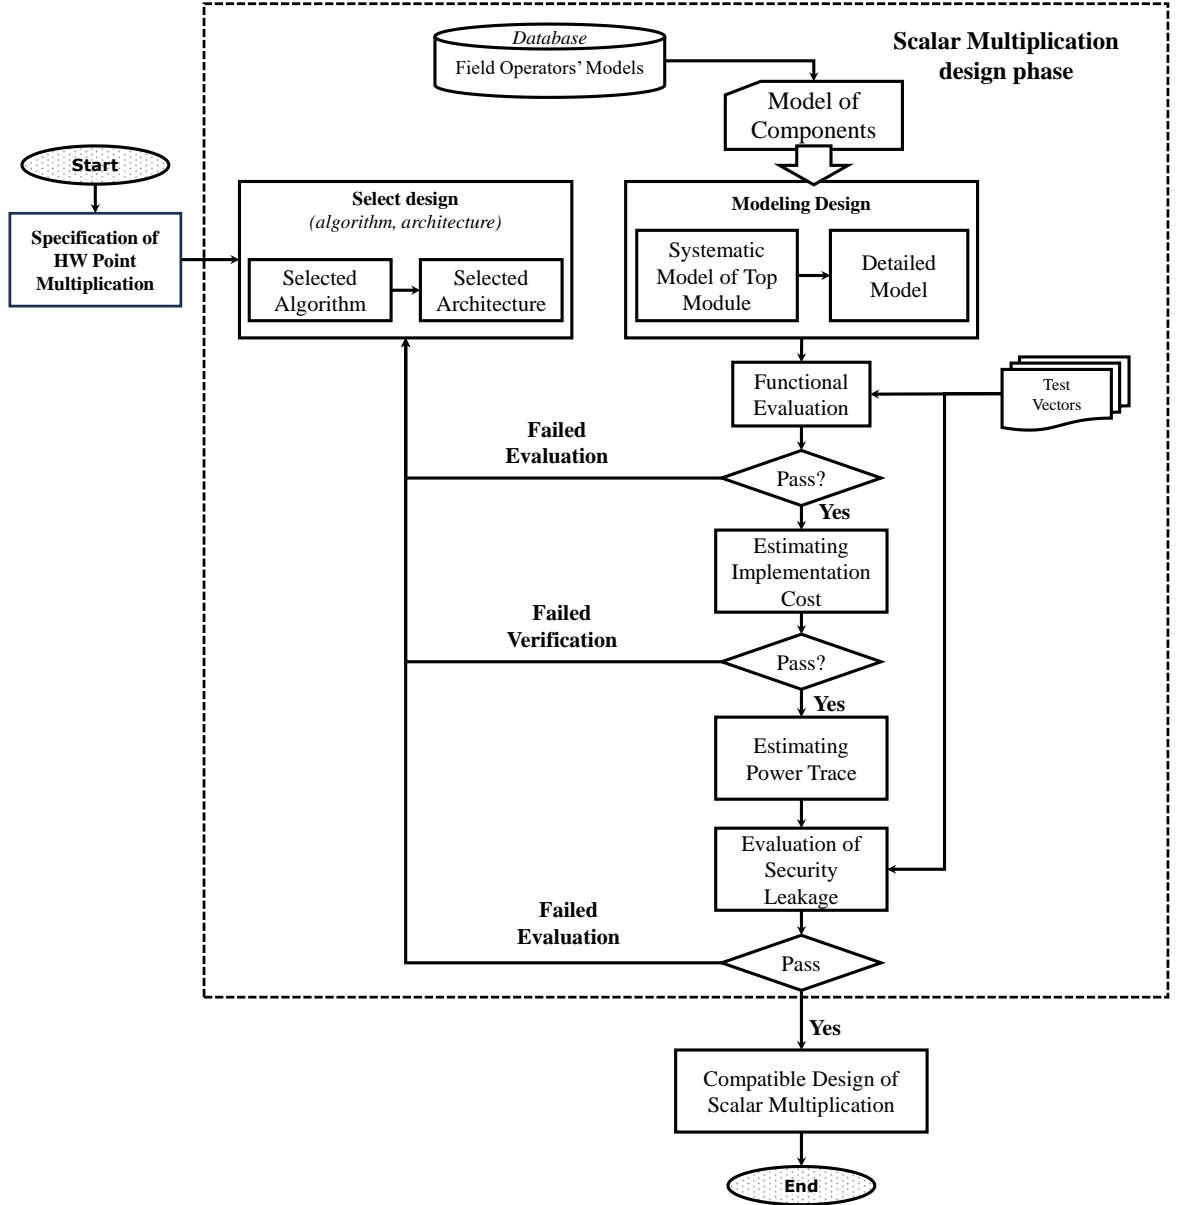 Database
Field Operators' Models
Scalar Multiplication
design phase
Model of
Components
Start
Specification of
HW Point
Multiplication
Select design
(algorithm, architecture)
Selected
Algorithm
Selected
Architecture
Modeling Design
Systematic
Model of Top
Module
Detailed
Model
Functional
Evaluation
Test
Vectors
Failed
Evaluation
Pass?
Yes
Estimating
Implementation
Cost
Failed
Verification
Pass?
Yes
Estimating
Power Trace
Evaluation of
Security
Leakage
Failed
Evaluation
Pass
Yes
Compatible Design of
Scalar Multiplication
End